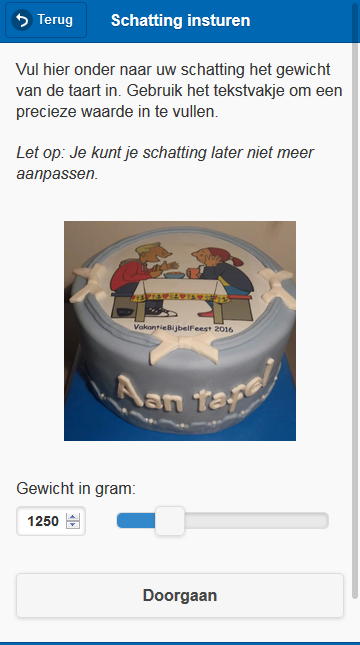 Terug
Schatting insturen
Vul hier onder naar uw schatting het gewicht
van de taart in. Gebruik het tekstvakje om een
precieze waarde in te vullen.
Let op: Je kunt je schatting later niet meer
aanpassen.
VakantieBijbelFeest 2016
Aan tafel
Gewicht in gram:
1250
Doorgaan